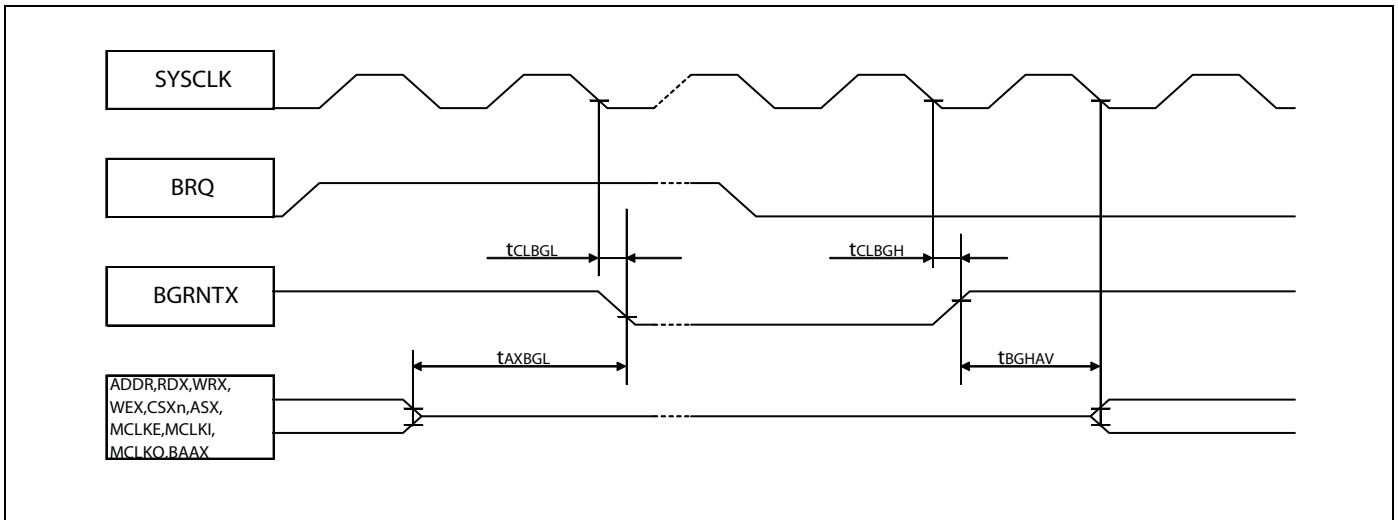 SYSCLK
BRQ
tCLBGL
tCLBGH
BGRNTX
tAXBGL
tBGHAV
ADDR,RDX,WRX,
WEX,CSXn,ASX,
MCLKE,MCLKI,
MCLKO,BAAX